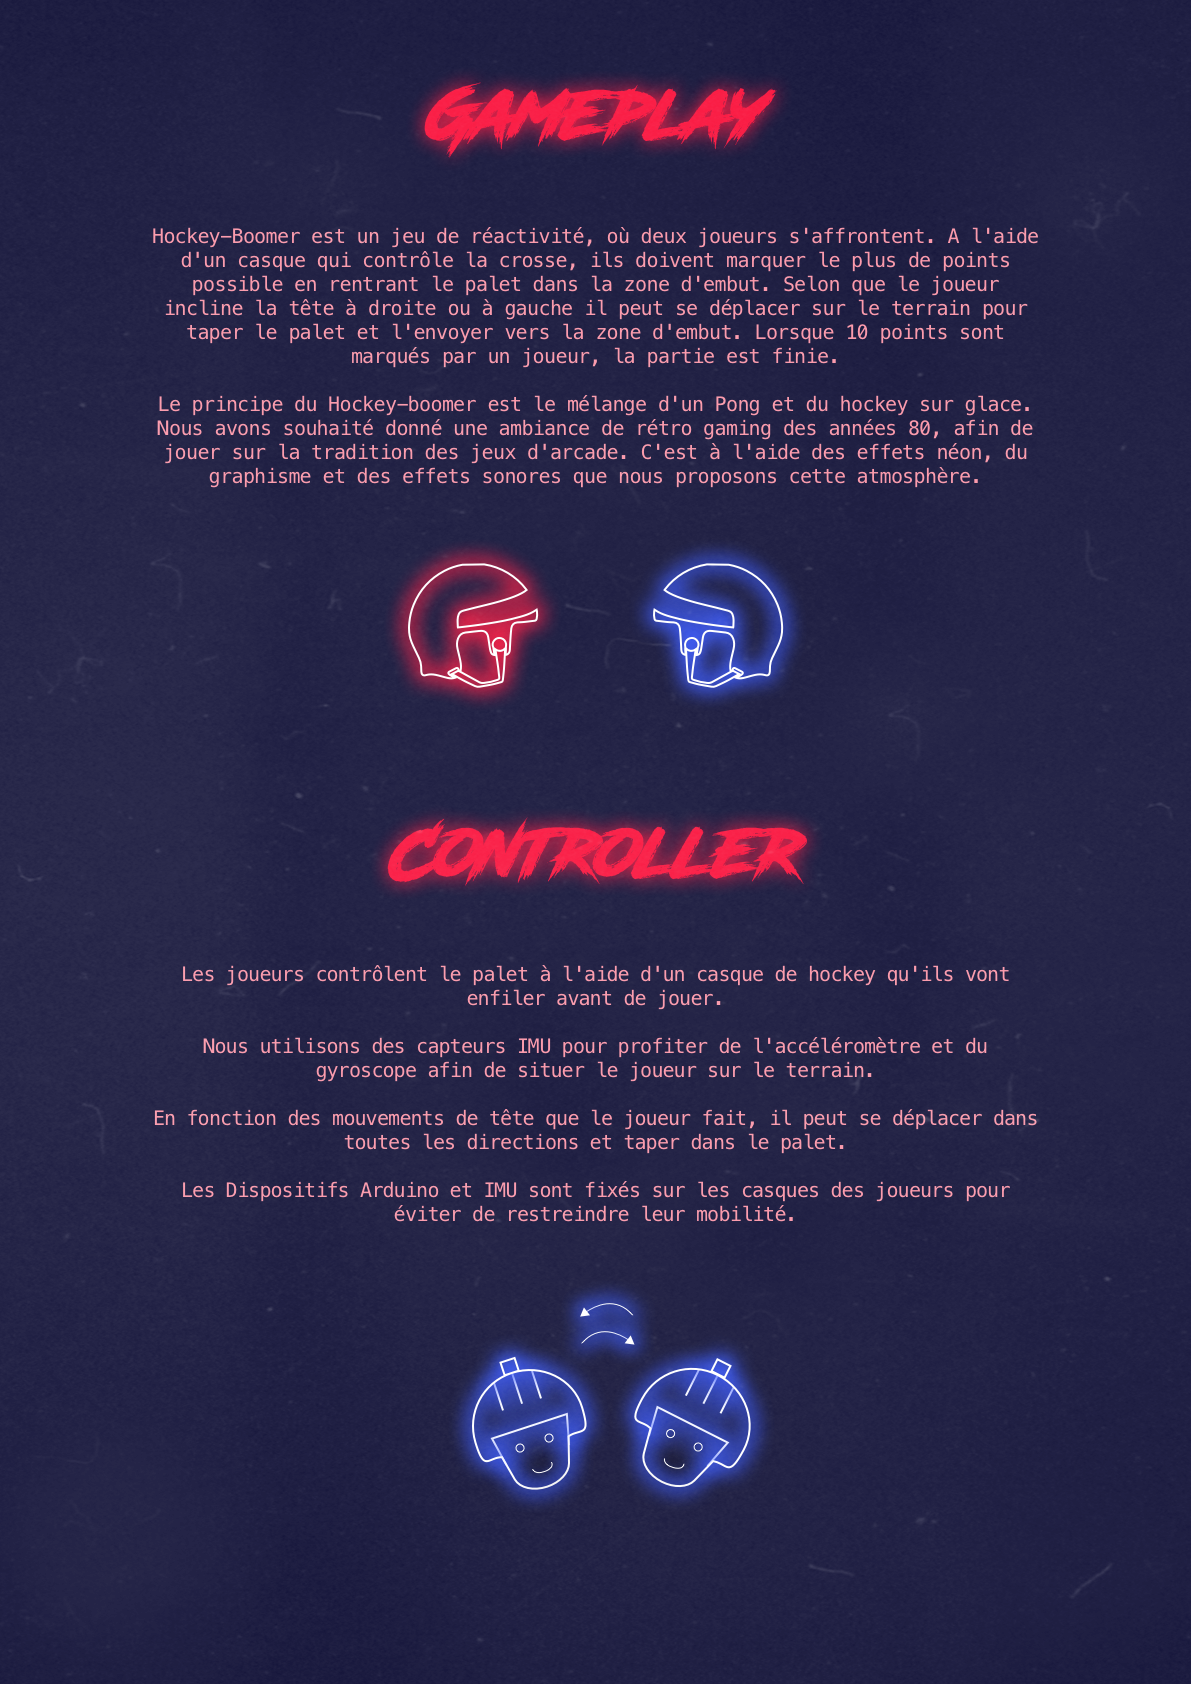 GAMEPLAY
Hockey-Boomer est un jeu de réactivité, où deux joueurs s'affrontent. A l'aide
d'un casque qui contrôle la crosse, ils doivent marquer le plus de points
possible en rentrant le palet dans la zone d'embut. Selon que le joueur
incline la tête à droite ou à gauche il peut se déplacer sur le terrain pour
taper le palet et l'envoyer vers la zone d'embut. Lorsque 10 points sont
marqués par un joueur, la partie est finie.
Le principe du Hockey-boomer est le mélange d'un Pong et du hockey sur glace.
Nous avons souhaité donné une ambiance de rétro gaming des années 80, afin de
jouer sur la tradition des jeux d'arcade. C'est à l'aide des effets néon, du
graphisme et des effets sonores que nous proposons cette atmosphère.
CONTROLLER
Les joueurs contrôlent le palet à l'aide d'un casque de hockey qu'ils vont
enfiler avant de jouer.
Nous utilisons des capteurs IMU pour profiter de l'accéléromètre et du
gyroscope afin de situer le joueur sur le terrain.
En fonction des mouvements de tête que le joueur fait, il peut se déplacer dans
toutes les directions et taper dans le palet.
Les Dispositifs Arduino et IMU sont fixés sur les casques des joueurs pour
éviter de restreindre leur mobilité.